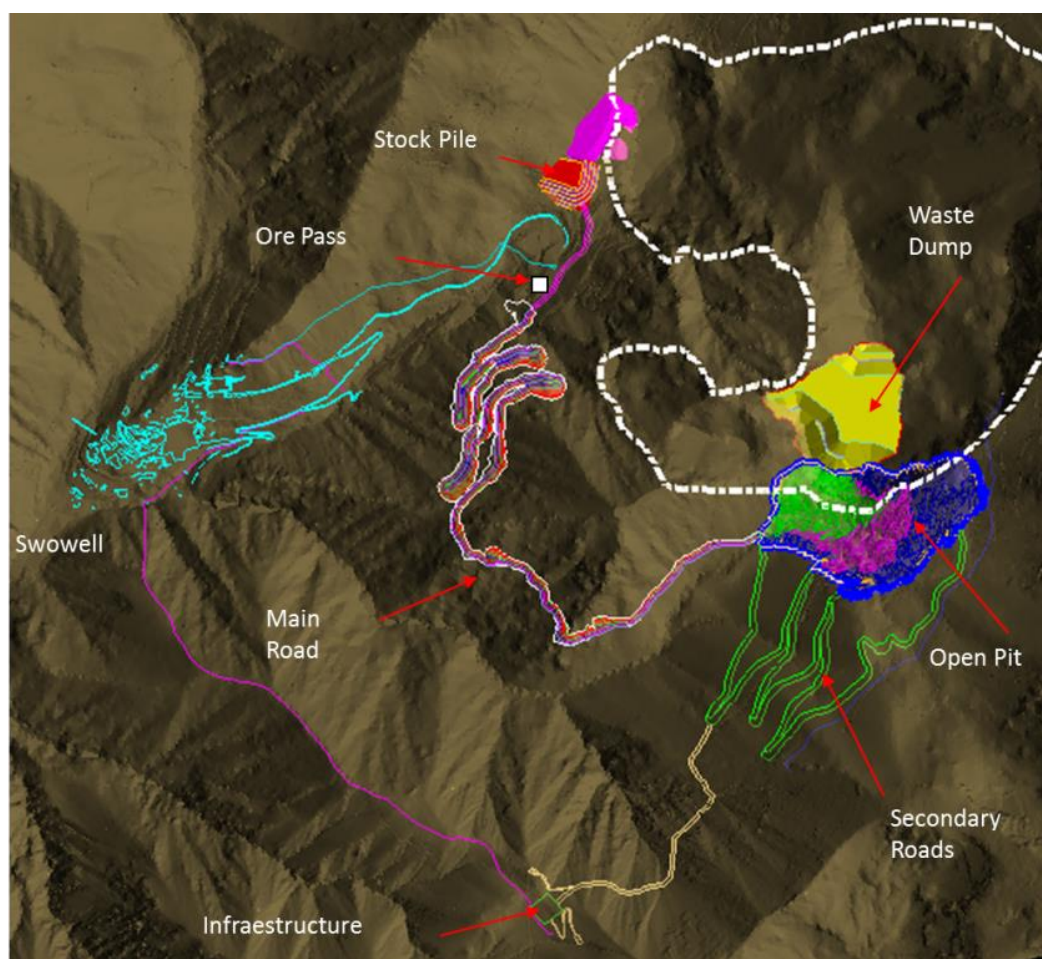 Stock Pile
Ore Pass
Waste
Dump
Swowell
Main
Road
Open Pit
Secondary
Roads
Infraestructure